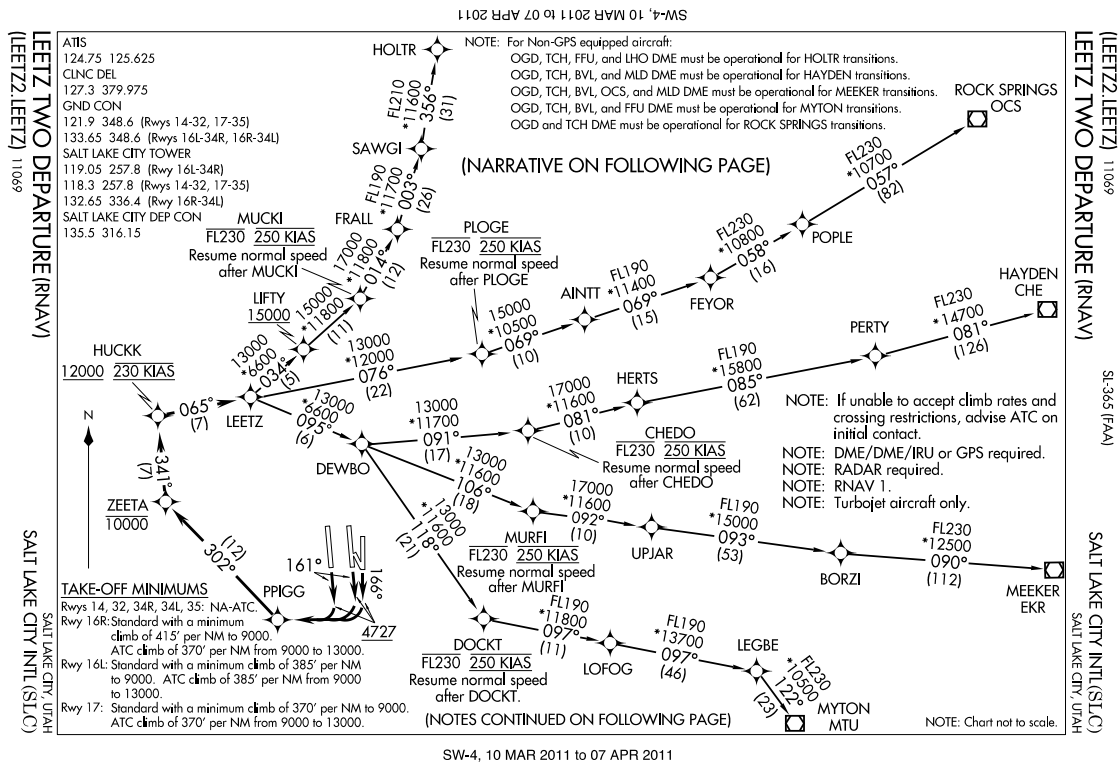 SW-4, 10 MAR 2011 to 07 APR 2011
(LEETZ2.LEETZ) 11069
LEETZ TWO DEPARTURE (RNAV)
SL-365 (FAA)
SALT LAKE CITY INTL (SLC)
SALT LAKE CITY, UTAH
LEETZ TWO DEPARTURE (RNAV)
(LEETZ2.LEETZ) 11069
SALT LAKE CITY, UTAH
SALT LAKE CITY INTL (SLC)
ATIS
124.75 125.625
CLNC DEL
127.3 379.975
GND CON
121.9 348.6 (Rwys 14-32, 17-35)
133.65 348.6 (Rwys 16L-34R, 16R-34L)
SALT LAKE CITY TOWER
119.05 257.8 (Rwy 16L-34R)
118.3 257.8 (Rwys 14-32, 17-35)
132.65 336.4 (Rwy 16R-34L)
SALT LAKE CITY DEP CON
135.5 316.15
NOTE: For Non-GPS equipped aircraft:
OGD, TCH, FFU, and LHO DME must be operational for HOLTR transitions.
OGD, TCH, BVL, and MLD DME must be operational for HAYDEN transitions.
OGD, TCH, BVL, OCS, and MLD DME must be operational for MEEKER transitions.
OGD, TCH, BVL, and FFU DME must be operational for MYTON transitions.
OGD and TCH DME must be operational for ROCK SPRINGS transitions.
(NARRATIVE ON FOLLOWING PAGE)
HOLTR
FL210
*11600
356°
(31)
SAWGI
FL190
*11700
003°
(26)
FRALL
17000
*11800
014°
(12)
MUCKI
FL230 250 KIAS
Resume normal speed
after MUCKI
15000
*11800
(11)
LIFTY
15000
13000
*6600
034°
(5)
HUCKK
12000 230 KIAS
065°
(7)
LEETZ
N
341°
(7)
ZEETA
10000
(12)
302°
PPIGG
161°
166°
4727
PLOGE
FL230 250 KIAS
Resume normal speed
after PLOGE
13000
*12000
076°
(22)
15000
*10500
069°
(10)
AINTT
FL190
*11400
069°
(15)
FEYOR
FL230
*10800
058°
(16)
POPLE
FL230
*10700
057°
(82)
ROCK SPRINGS
OCS
13000
*6600
095°
(6)
DEWBO
13000
*11700
091°
(17)
CHEDO
FL230 250 KIAS
Resume normal speed
after CHEDO
17000
*11600
081°
(10)
HERTS
FL190
*15800
085°
(62)
PERTY
FL230
*14700
081°
(126)
HAYDEN
CHE
13000
*11600
106°
(18)
MURFI
FL230 250 KIAS
Resume normal speed
after MURFI
17000
*11600
092°
(10)
UPJAR
FL190
*15000
093°
(53)
BORZI
FL230
*12500
090°
(112)
MEEKER
EKR
13000
*11600
118°
(21)
DOCKT
FL230 250 KIAS
Resume normal speed
after DOCKT.
FL190
*11800
097°
(11)
LOFOG
FL190
*13700
097°
(46)
LEGBE
FL230
*10500
122°
(23)
MYTON
MTU
NOTE: If unable to accept climb rates and
crossing restrictions, advise ATC on
initial contact.
NOTE: DME/DME/IRU or GPS required.
NOTE: RADAR required.
NOTE: RNAV 1.
NOTE: Turbojet aircraft only.
TAKE-OFF MINIMUMS
Rwys 14, 32, 34R, 34L, 35: NA-ATC.
Rwy 16R: Standard with a minimum
climb of 415' per NM to 9000.
ATC climb of 370' per NM from 9000 to 13000.
Rwy 16L: Standard with a minimum climb of 385' per NM
to 9000. ATC climb of 385' per NM from 9000
to 13000.
Rwy 17: Standard with a minimum climb of 370' per NM to 9000.
ATC climb of 370' per NM from 9000 to 13000.
(NOTES CONTINUED ON FOLLOWING PAGE)
NOTE: Chart not to scale.
SW-4, 10 MAR 2011 to 07 APR 2011